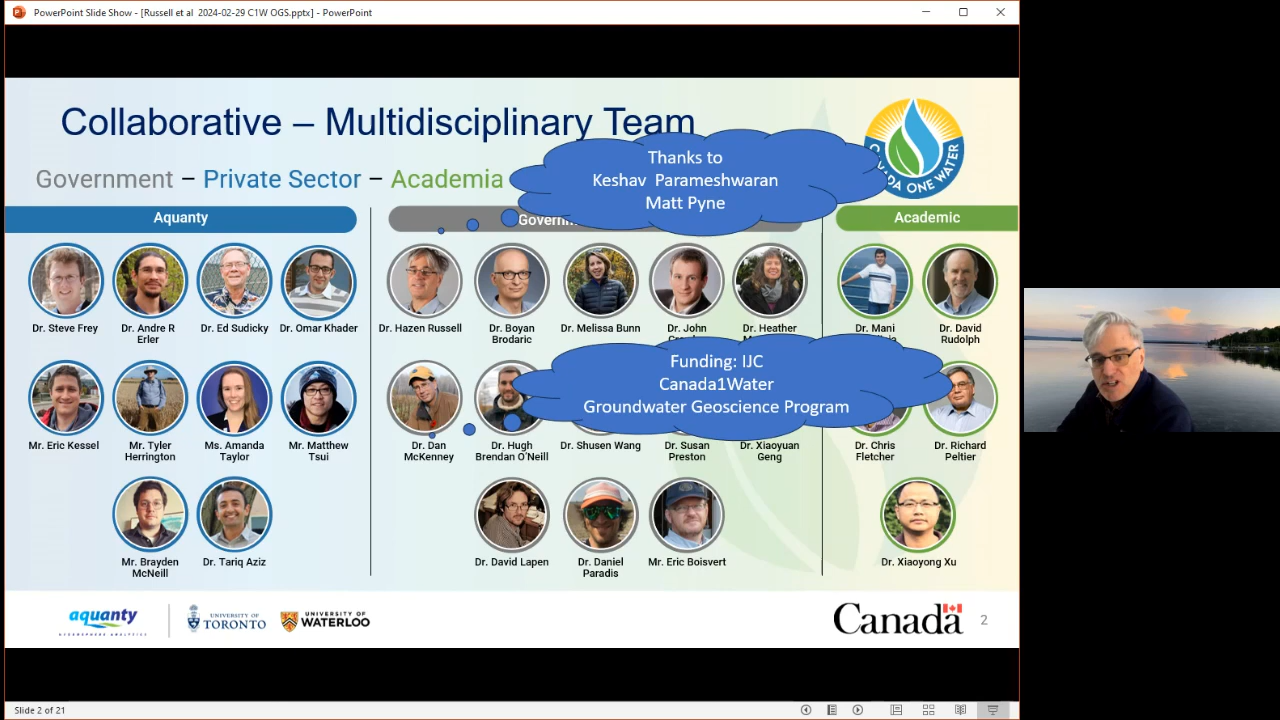 PowerPoint Slide Show - [Russell et al 2024-02-29 C1W OGS.pptx] - PowerPoint
Collaborative – Multidisciplinary Team
Government – Private Sector – Academia
Thanks to
Keshav Parameshwaran
Matt Pyne
ONE WATER
Aquanty
Academic
Dr. Steve Frey
Dr. Andre R
Erler
Dr. Ed Sudicky
Dr. Omar Khader
Dr. Hazen Russell
Dr. Boyan
Brodaric
Dr. Melissa Bunn
Dr. John
Dr. Heather
Dr. Mani
Dr. David
Rudolph
Funding: IJC
Canada1Water
Groundwater Geoscience Program
Mr. Eric Kessel
Mr. Tyler
Herrington
Ms. Amanda
Taylor
Mr. Matthew
Tsui
Dr. Dan
McKenney
Dr. Hugh
Brendan O'Neill
Dr. Shusen Wang
Dr. Susan
Preston
Dr. Xiaoyuan
Geng
Dr. Chris
Fletcher
Dr. Richard
Peltier
Mr. Brayden
McNeill
Dr. Tariq Aziz
Dr. David Lapen
Dr. Daniel
Paradis
Mr. Eric Boisvert
Dr. Xiaoyong Xu
aquanty
HYDROSPHERE ANALYTICS
UNIVERSITY OF
TORONTO
UNIVERSITY OF
WATERLOO
Canada
2
Slide 2 of 21